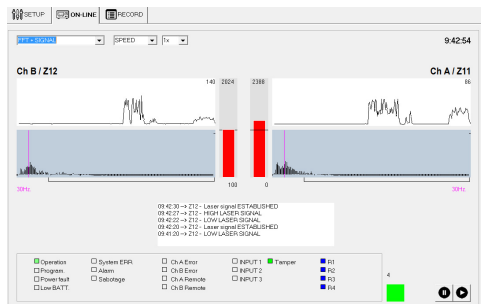 SETUP ON-LINE RECORD
FFT + SIGNAL SPEED 1x 9:42:54
Ch B / Z12 Ch A / Z11
140 2024 2388 86
30Hz 100 0 30Hz
09:42:30 --> Z12 - Laser signal ESTABLISHED
09:42:27 --> Z12 - HIGH LASER SIGNAL
09:42:22 --> Z12 - LOW LASER SIGNAL
09:42:20 --> Z12 - Laser signal ESTABLISHED
09:41:20 --> Z12 - LOW LASER SIGNAL
Operation System ERR. Ch A Error INPUT 1 Tamper R1
Program. Alarm Ch B Error INPUT 2 R2
Power fault Sabotage Ch A Remote INPUT 3 R3
Low BATT. Ch B Remote R4
4